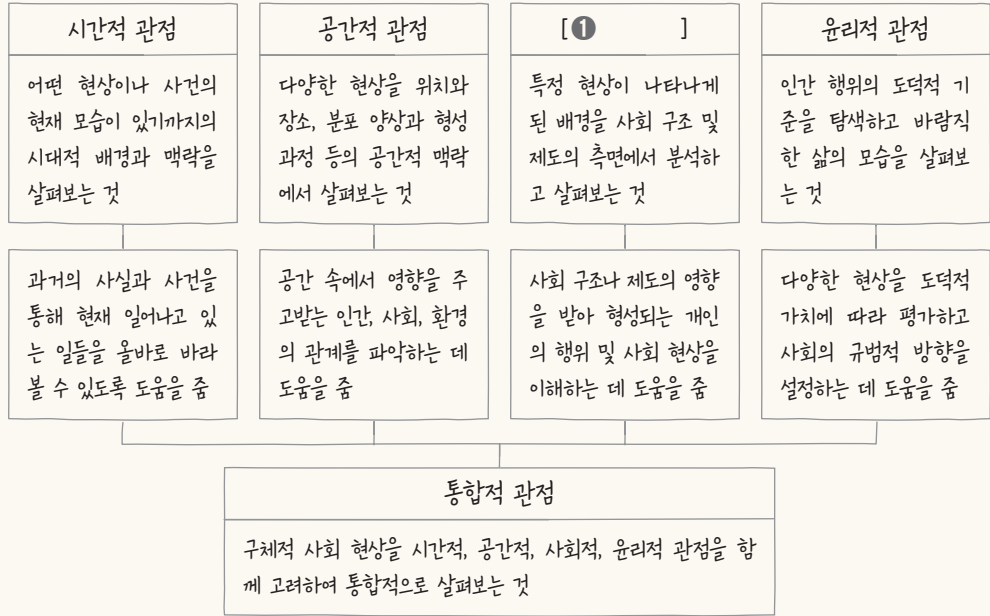 시간적 관점
어떤 현상이나 사건의
현재 모습이 있기까지의
시대적 배경과 맥락을
살펴보는 것
과거의 사실과 사건을
통해 현재 일어나고 있
는 일들을 올바로 바라
볼 수 있도록 도움을 줌
공간적 관점
다양한 현상을 위치와
장소, 분포 양상과 형성
과정 등의 공간적 맥락
에서 살펴보는 것
공간 속에서 영향을 주
고받는 인간, 사회, 환경
의 관계를 파악하는 데
도움을 줌
[❶ ]
특정 현상이 나타나게
된 배경을 사회 구조 및
제도의 측면에서 분석하
고 살펴보는 것
사회 구조나 제도의 영향
을 받아 형성되는 개인
의 행위 및 사회 현상을
이해하는 데 도움을 줌
윤리적 관점
인간 행위의 도덕적 기
준을 탐색하고 바람직
한 삶의 모습을 살펴보
는 것
다양한 현상을 도덕적
가치에 따라 평가하고
사회의 규범적 방향을
설정하는 데 도움을 줌
통합적 관점
구체적 사회 현상을 시간적, 공간적, 사회적, 윤리적 관점을 함
께 고려하여 통합적으로 살펴보는 것